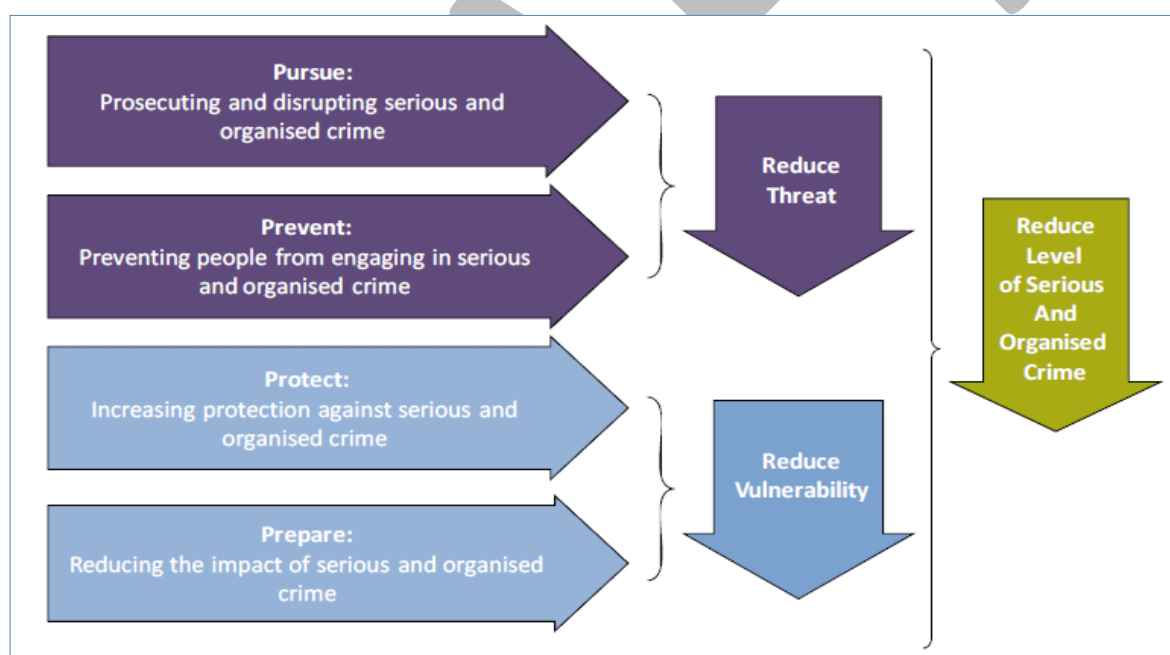 Pursue:
Prosecuting and disrupting serious and
organised crime
Prevent:
Preventing people from engaging in serious
and organised crime
Protect:
Increasing protection against serious and
organised crime
Prepare:
Reducing the impact of serious and organised
crime
Reduce
Threat
Reduce
Vulnerability
Reduce
Level
of Serious
And
Organised
Crime